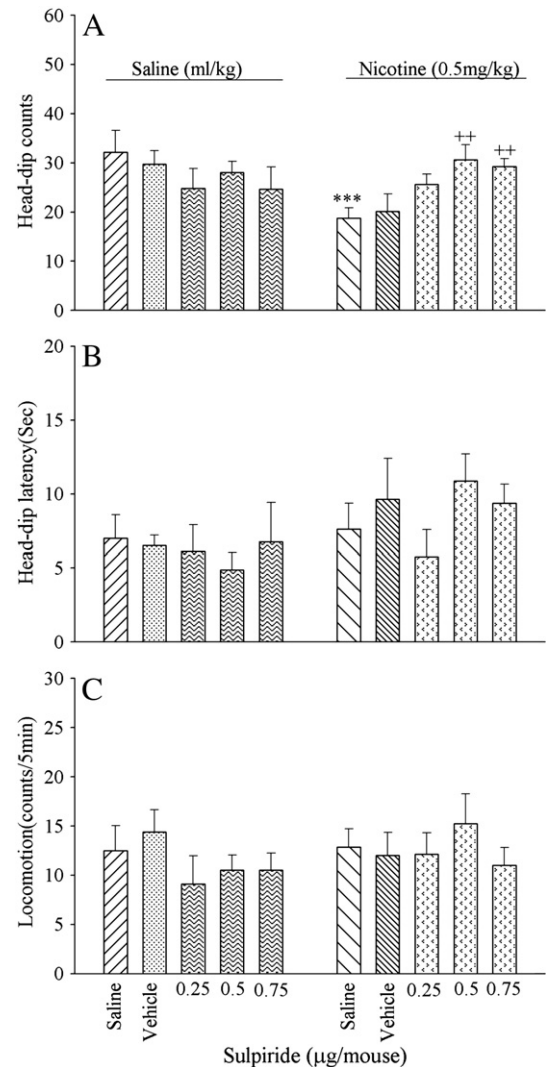 A
Head-dip counts
60
50
40
30
20
10
0
Saline (ml/kg)
Nicotine (0.5mg/kg)
***
++
++
B
Head-dip latency(Sec)
20
15
10
5
0
C
Locomotion(counts/5min)
30
25
20
15
10
5
0
Saline
Vehicle
0.25
0.5
0.75
Saline
Vehicle
0.25
0.5
0.75
Sulpiride (µg/mouse)